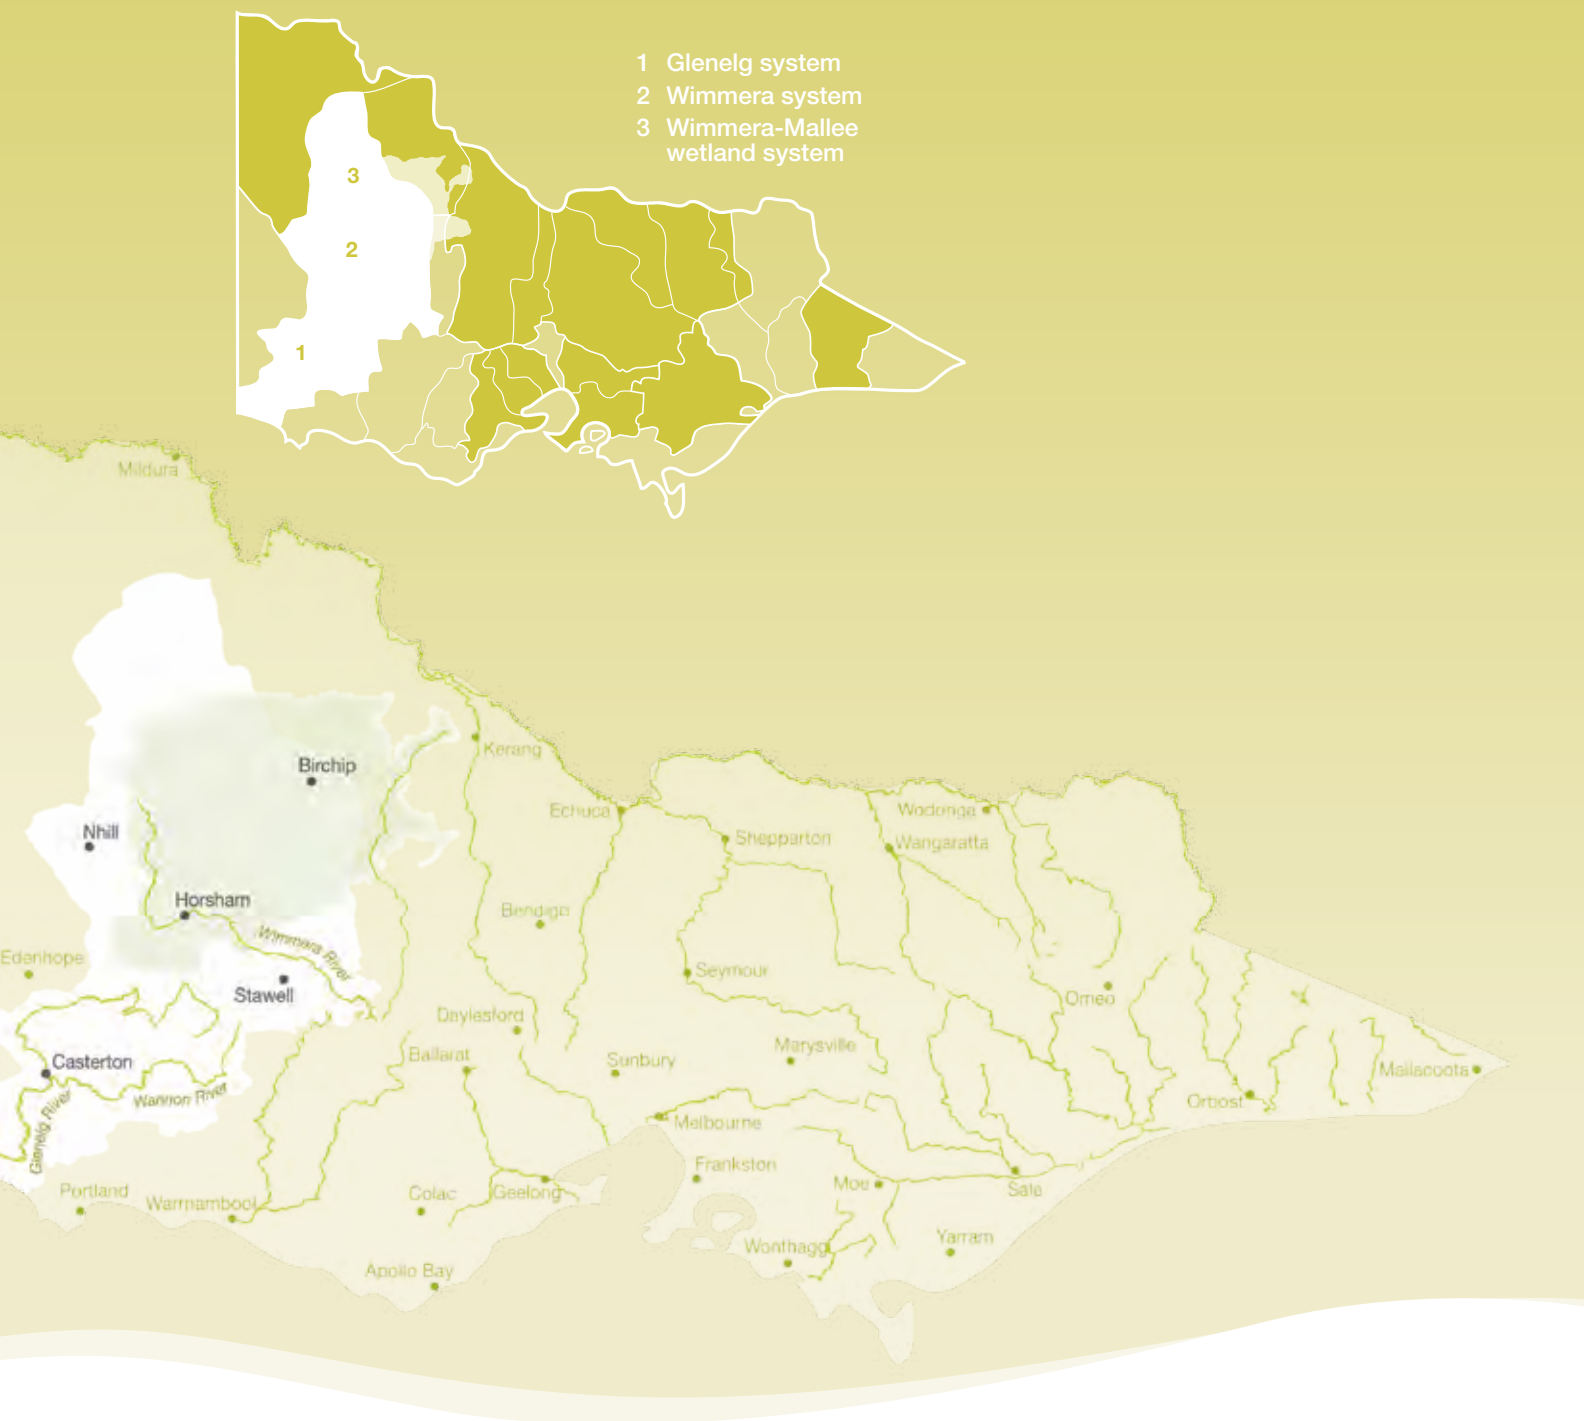 1 Glenelg system
2 Wimmera system
3 Wimmera-Mallee
wetland system
3
2
1
Mildura
Birchip
Kerang
Nhill
Echuca
Shepparton
Wodonga
Wangaratta
Horsham
Bendigo
Wimmera River
Edenhope
Stawell
Seymour
Omeo
Daylesford
Ballarat
Sunbury
Marysville
Casterton
Wannon River
Glenelg River
Mallacoota
Orbost
Melbourne
Frankston
Moe
Sale
Portland
Warrnambool
Colac
Geelong
Wonthaggi
Yarram
Apollo Bay